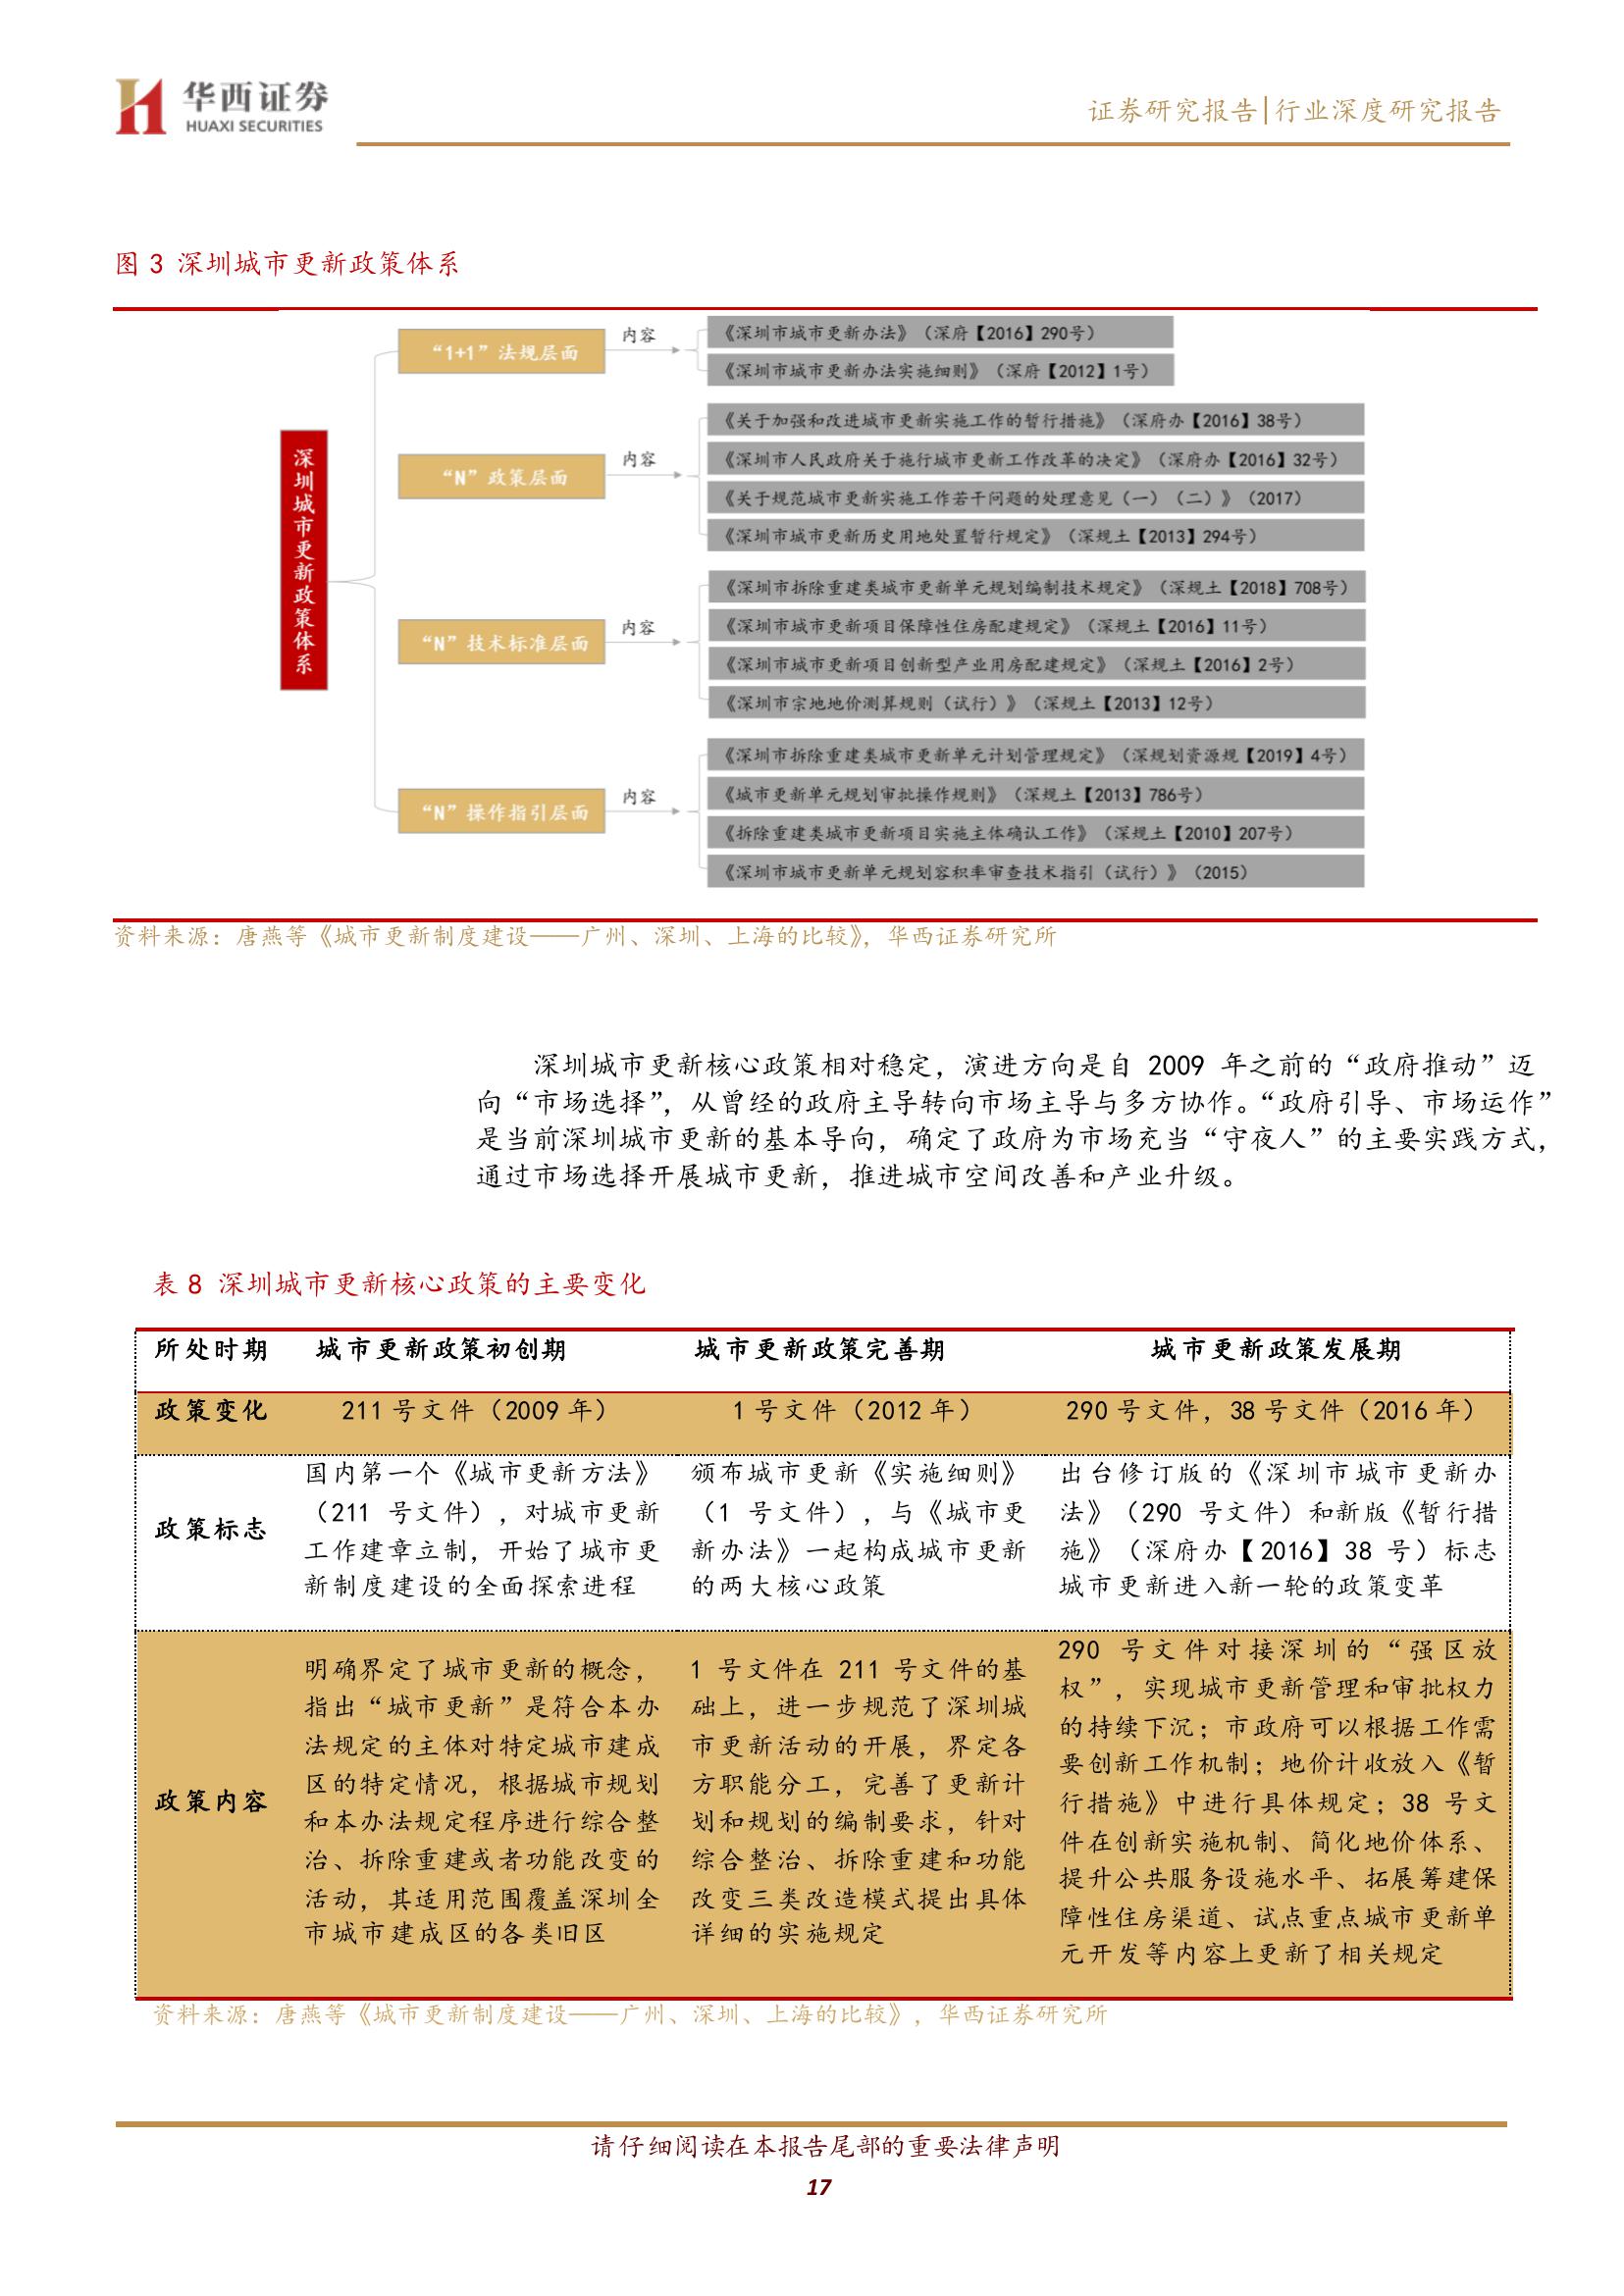 华西证券
HUAXI SECURITIES
证券研究报告|行业深度研究报告
图 3 深圳城市更新政策体系
深圳城市更新政策体系
“1+1”法规层面
内容
《深圳市城市更新办法》（深府【2016】290号）
《深圳市城市更新办法实施细则》（深府【2012】1号）
“N”政策层面
内容
《关于加强和改进城市更新实施工作的暂行措施》（深府办【2016】38号）
《深圳市人民政府关于施行城市更新工作改革的决定》（深府办【2016】32号）
《关于规范城市更新实施工作若干问题的处理意见（一）（二）》（2017）
《深圳市城市更新历史用地处置暂行规定》（深规土【2013】294号）
“N”技术标准层面
内容
《深圳市拆除重建类城市更新单元规划编制技术规定》（深规土【2018】708号）
《深圳市城市更新项目保障性住房配建规定》（深规土【2016】11号）
《深圳市城市更新项目创新型产业用房配建规定》（深规土【2016】2号）
《深圳市宗地地价测算规则（试行）》（深规土【2013】12号）
“N”操作指引层面
内容
《深圳市拆除重建类城市更新单元计划管理规定》（深规划资源规【2019】4号）
《城市更新单元规划审批操作规则》（深规土【2013】786号）
《拆除重建类城市更新项目实施主体确认工作》（深规土【2010】207号）
《深圳市城市更新单元规划容积率审查技术指引（试行）》（2015）
资料来源：唐燕等《城市更新制度建设——广州、深圳、上海的比较》，华西证券研究所
深圳城市更新核心政策相对稳定，演进方向是自 2009 年之前的“政府推动”迈
向“市场选择”，从曾经的政府主导转向市场主导与多方协作。“政府引导、市场运作”
是当前深圳城市更新的基本导向，确定了政府为市场充当“守夜人”的主要实践方式，
通过市场选择开展城市更新，推进城市空间改善和产业升级。
表 8 深圳城市更新核心政策的主要变化
所处时期 城市更新政策初创期 城市更新政策完善期 城市更新政策发展期
政策变化 211 号文件（2009 年） 1 号文件（2012 年） 290 号文件，38 号文件（2016 年）
政策标志
国内第一个《城市更新方法》
（211 号文件），对城市更新
工作建章立制，开始了城市更
新制度建设的全面探索进程
颁布城市更新《实施细则》
（1 号文件），与《城市更
新办法》一起构成城市更新
的两大核心政策
出台修订版的《深圳市城市更新办
法》（290 号文件）和新版《暂行措
施》（深府办【2016】38 号）标志
城市更新进入新一轮的政策变革
政策内容
明确界定了城市更新的概念，
指出“城市更新”是符合本办
法规定的主体对特定城市建成
区的特定情况，根据城市规划
和本办法规定程序进行综合整
治、拆除重建或者功能改变的
活动，其适用范围覆盖深圳全
市城市建成区的各类旧区
1 号文件在 211 号文件的基
础上，进一步规范了深圳城
市更新活动的开展，界定各
方职能分工，完善了更新计
划和规划的编制要求，针对
综合整治、拆除重建和功能
改变三类改造模式提出具体
详细的实施规定
290 号文件对接深圳的“强区放
权”，实现城市更新管理和审批权力
的持续下沉；市政府可以根据工作需
要创新工作机制；地价计收放入《暂
行措施》中进行具体规定；38 号文
件在创新实施机制、简化地价体系、
提升公共服务设施水平、拓展筹建保
障性住房渠道、试点重点城市更新单
元开发等内容上更新了相关规定
资料来源：唐燕等《城市更新制度建设——广州、深圳、上海的比较》，华西证券研究所
请仔细阅读在本报告尾部的重要法律声明
17